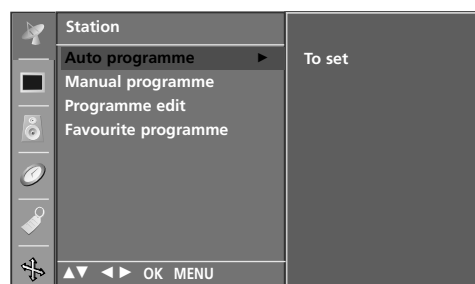 Station
Auto programme ► To set
Manual programme
Programme edit
Favourite programme
▲▼ ◄► OK MENU